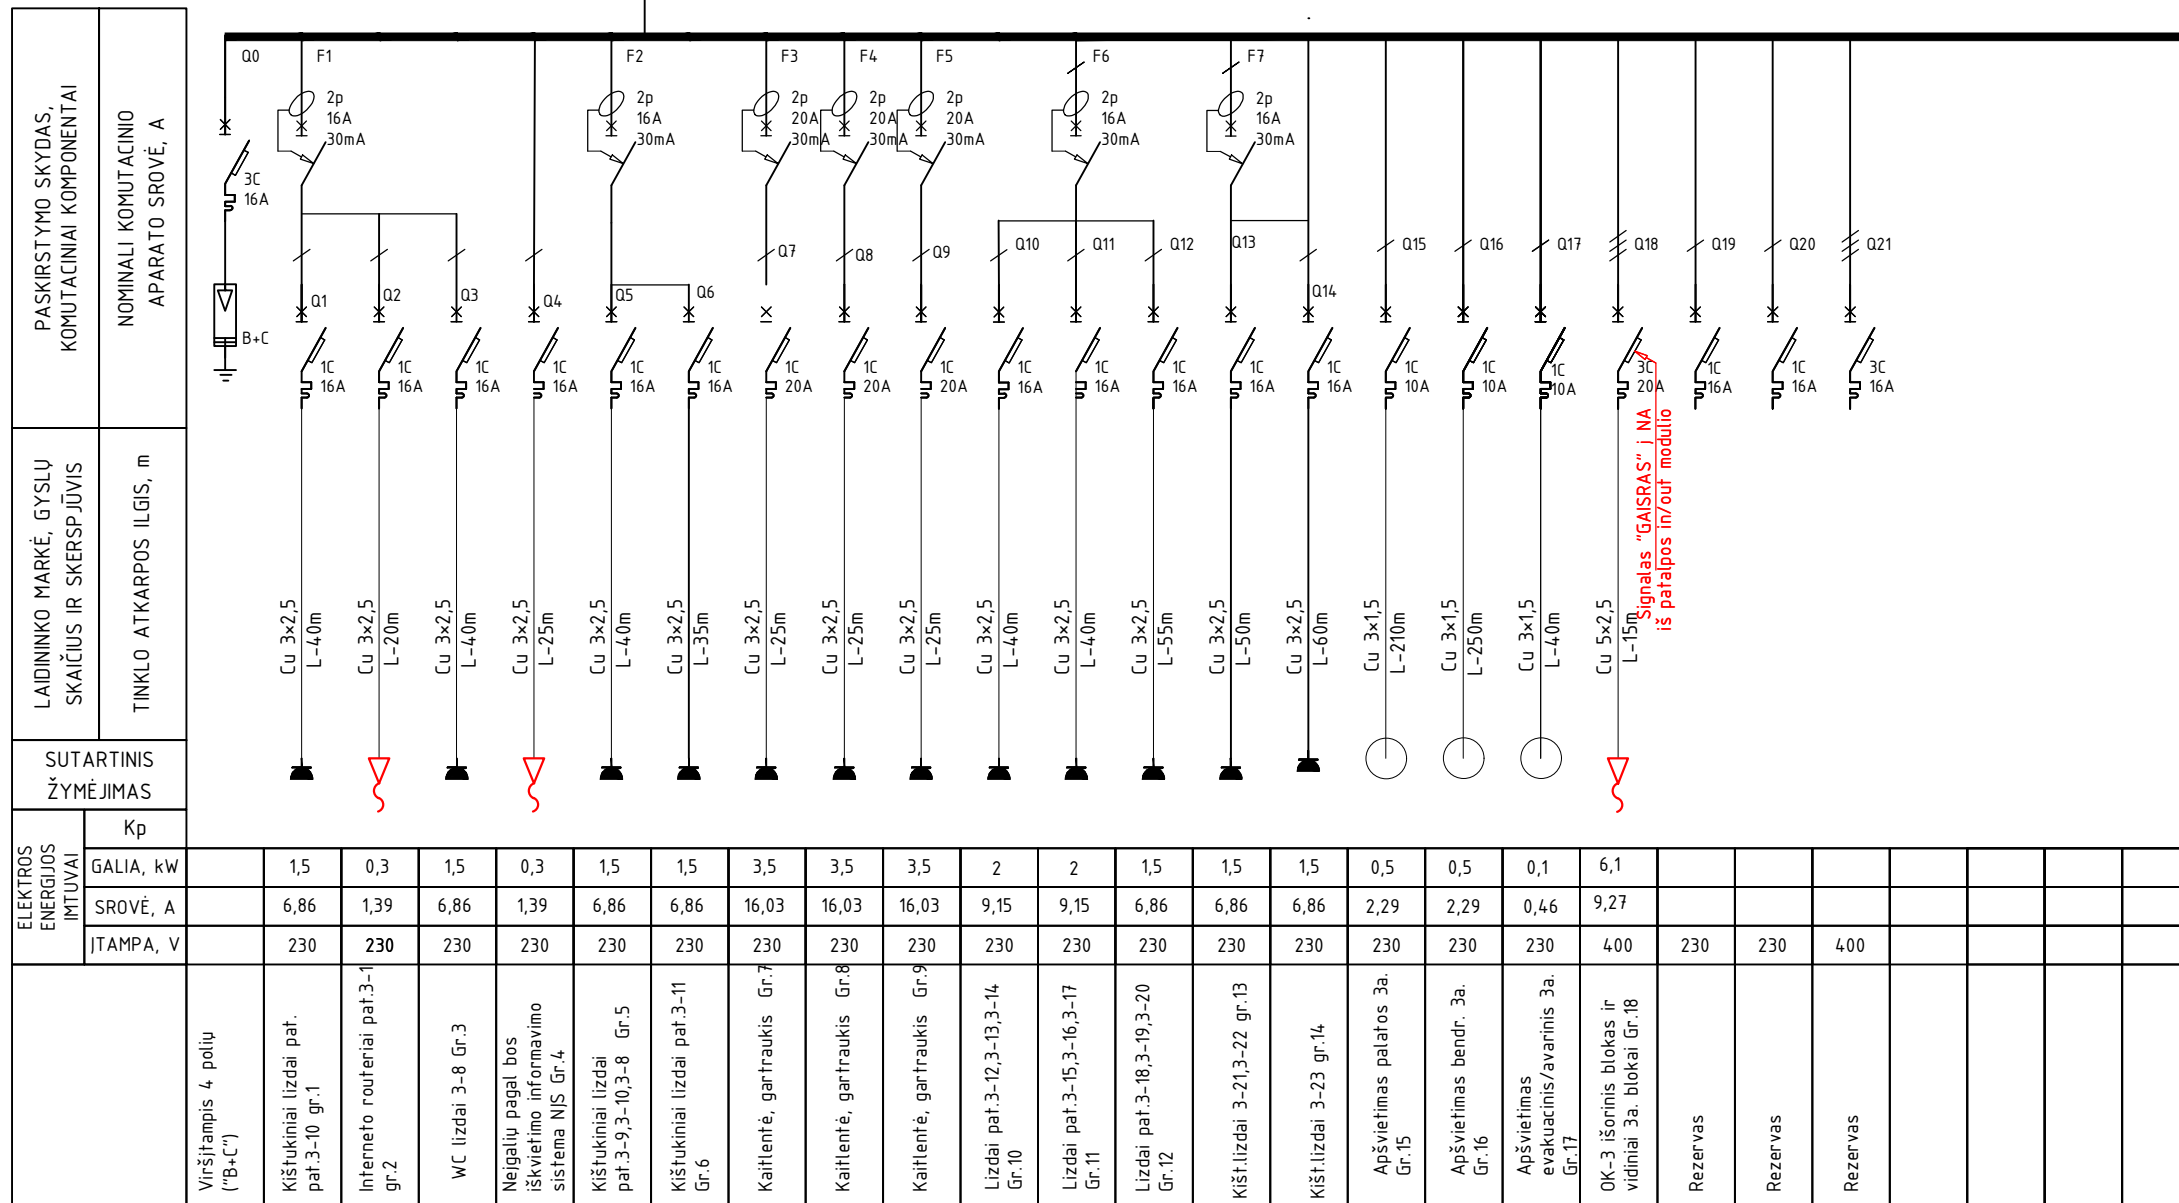 PASKIRSTYMO SKYDAS,
KOMUTACINIAI KOMPONENTAI
NOMINALI KOMUTACINIO
APARATO SROVĖ, A
LAIDININKO MARKĖ, GYSLŲ
SKAIČIUS IR SKERSPJŪVIS
TINKLO ATKARPOS ILGIS, m
SUTARTINIS
ŽYMĖJIMAS
ELEKTROS
ENERGIJOS
IMTUVAI
Kp
GALIA, kW
SROVĖ, A
ĮTAMPA, V
Q0
3C
16A
B+C
F1
2p
16A
30mA
F2
2p
16A
30mA
F3
2p
20A
30mA
F4
2p
20A
30mA
F5
2p
20A
30mA
F6
2p
16A
30mA
F7
2p
16A
30mA
Q1
1C
16A
Q2
1C
16A
Q3
1C
16A
Q4
1C
16A
Q5
1C
16A
Q6
1C
16A
Q7
1C
20A
Q8
1C
20A
Q9
1C
20A
Q10
1C
16A
Q11
1C
16A
Q12
1C
16A
Q13
1C
16A
Q14
1C
16A
Q15
1C
10A
Q16
1C
10A
Q17
1C
10A
Q18
3C
20A
Q19
1C
16A
Q20
1C
16A
Q21
3C
16A
Signalas "GAISRAS" į NA
iš patalpos in/out modulio
Cu 3×2,5
L-40m
Cu 3×2,5
L-20m
Cu 3×2,5
L-40m
Cu 3×2,5
L-25m
Cu 3×2,5
L-40m
Cu 3×2,5
L-35m
Cu 3×2,5
L-25m
Cu 3×2,5
L-25m
Cu 3×2,5
L-25m
Cu 3×2,5
L-40m
Cu 3×2,5
L-40m
Cu 3×2,5
L-55m
Cu 3×2,5
L-50m
Cu 3×2,5
L-60m
Cu 3×1,5
L-210m
Cu 3×1,5
L-250m
Cu 3×1,5
L-40m
Cu 5×2,5
L-15m
1,5 0,3 1,5 0,3 1,5 1,5 3,5 3,5 3,5 2 2 1,5 1,5 1,5 0,5 0,5 0,1 6,1
6,86 1,39 6,86 1,39 6,86 6,86 16,03 16,03 16,03 9,15 9,15 6,86 6,86 6,86 2,29 2,29 0,46 9,27
230 230 230 230 230 230 230 230 230 230 230 230 230 230 230 230 230 400 230 230 400
Viršįtampis 4 polių
("B+C")
Kištukiniai lizdai pat.
pat.3-10 gr.1
Interneto routeriai pat.3-1
gr.2
WC lizdai 3-8 Gr.3
Neįgalių pagal bos
iškvietimo informavimo
sistema NJS Gr.4
Kištukiniai lizdai
pat.3-9,3-10,3-8 Gr.5
Kištukiniai lizdai pat.3-11
Gr.6
Kaitlentė, gartraukis Gr.7
Kaitlentė, gartraukis Gr.8
Kaitlentė, gartraukis Gr.9
Lizdai pat.3-12,3-13,3-14
Gr.10
Lizdai pat.3-15,3-16,3-17
Gr.11
Lizdai pat.3-18,3-19,3-20
Gr.12
Kišt.lizdai 3-21,3-22 gr.13
Kišt.lizdai 3-23 gr.14
Apšvietimas palatos 3a.
Gr.15
Apšvietimas bendr. 3a.
Gr.16
Apšvietimas
evakuacinis/avarinis 3a.
Gr.17
OK-3 išorinis blokas ir
vidiniai 3a. blokai Gr.18
Rezervas
Rezervas
Rezervas